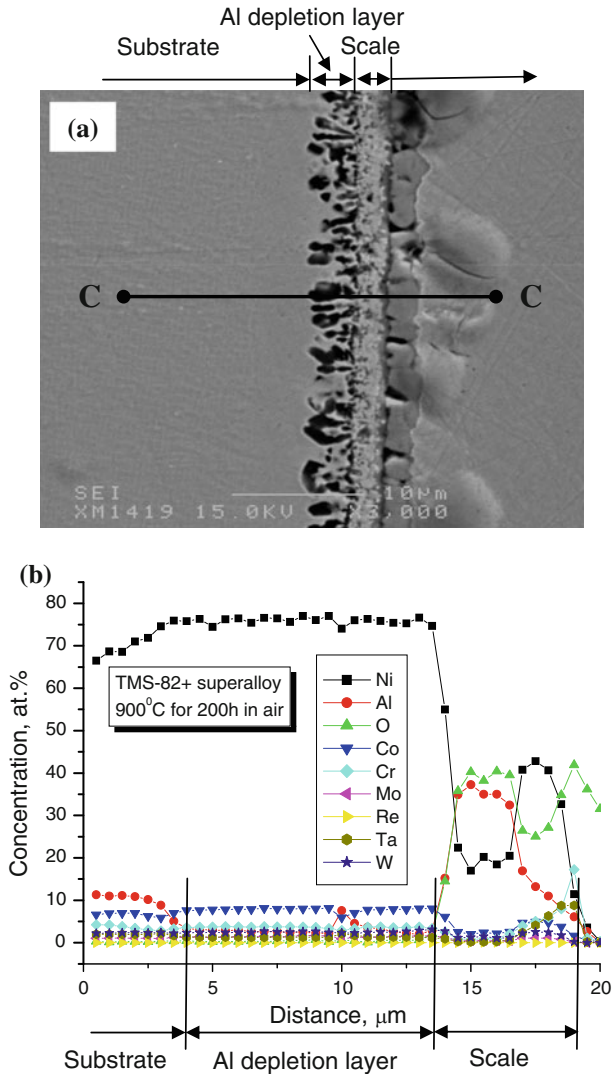 Al depletion layer
Substrate
Scale
(a)
C
C
SEI
10μm
XM1419 15.0KV X3,000
(b)
80
70
60
50
40
30
20
10
0
Concentration, at.%
TMS-82+ superalloy
900⁰C for 200h in air
Ni
Al
O
Co
Cr
Mo
Re
Ta
W
0 5 10 15 20
Distance, μm
Substrate
Al depletion layer
Scale